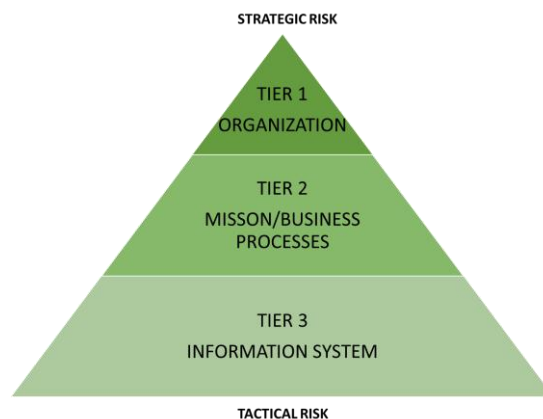 STRATEGIC RISK
TIER 1
ORGANIZATION
TIER 2
MISSON/BUSINESS
PROCESSES
TIER 3
INFORMATION SYSTEM
TACTICAL RISK